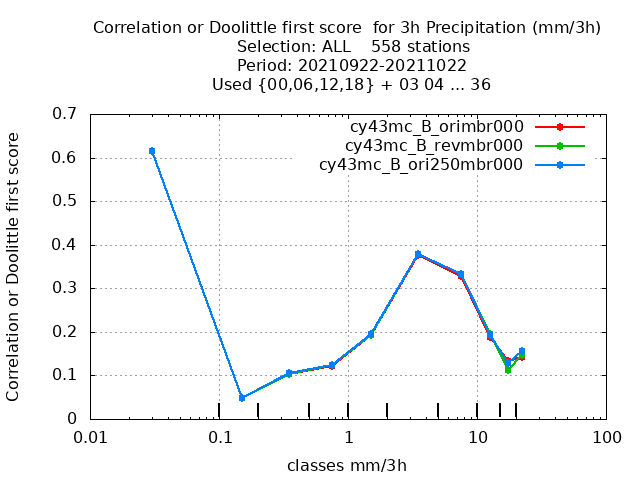 Correlation or Doolittle first score  for 3h Precipitation (mm/3h)
Selection: ALL    558 stations
Period: 20210922-20211022
Used {00,06,12,18} + 03 04 ... 36
cy43mc_B_orimbr000
cy43mc_B_revmbr000
cy43mc_B_ori250mbr000
Correlation or Doolittle first score
0.7
0.6
0.5
0.4
0.3
0.2
0.1
0
0.01 0.1 1 10 100
classes mm/3h